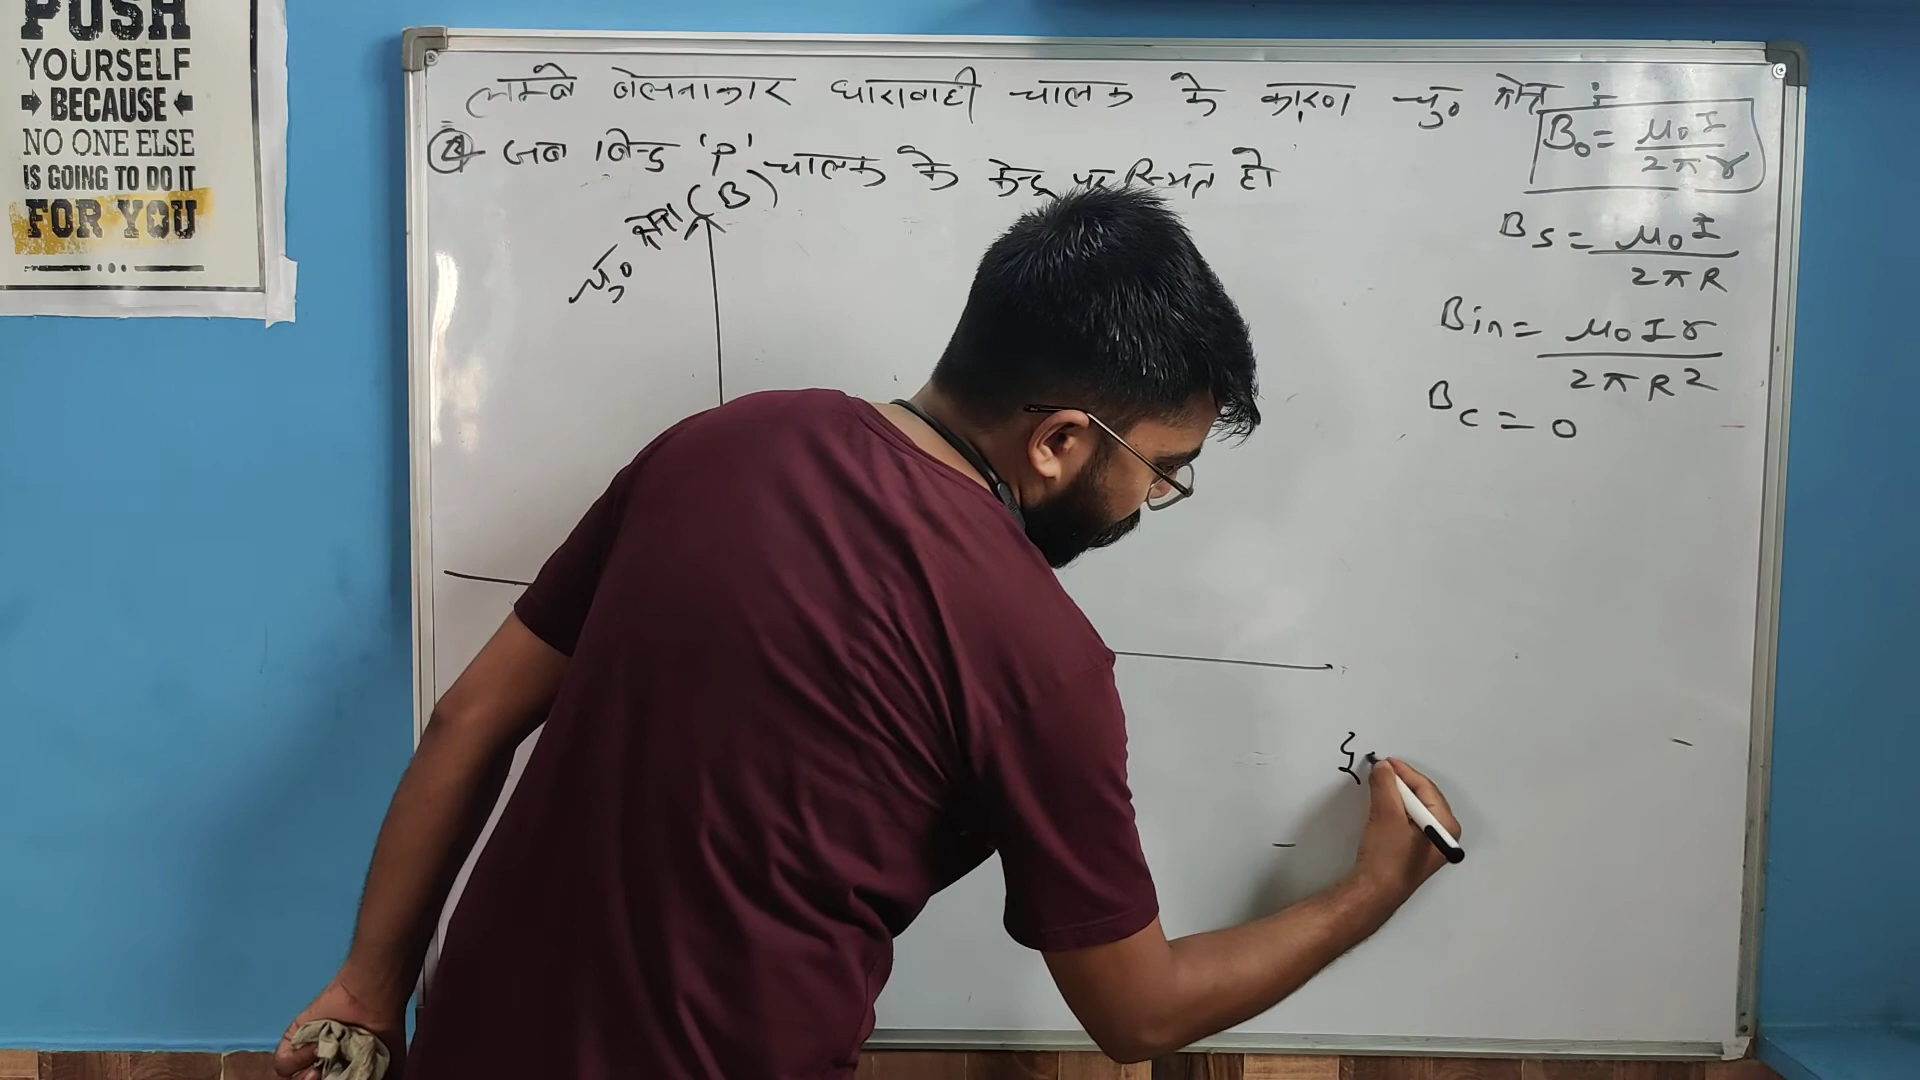 PUSH
YOURSELF
BECAUSE
NO ONE ELSE
IS GOING TO DO IT
FOR YOU
लम्बे बेलनाकार धारावाही चालक के कारण चु० क्षेत्र :-
④ जब बिन्दु 'P' चालक के केन्द्र पर स्थित हो
चु० क्षेत्र (B)
B₀ = μ₀I / 2πr
Bs = μ₀I / 2πR
Bin = μ₀Ir / 2πR²
Bc = 0